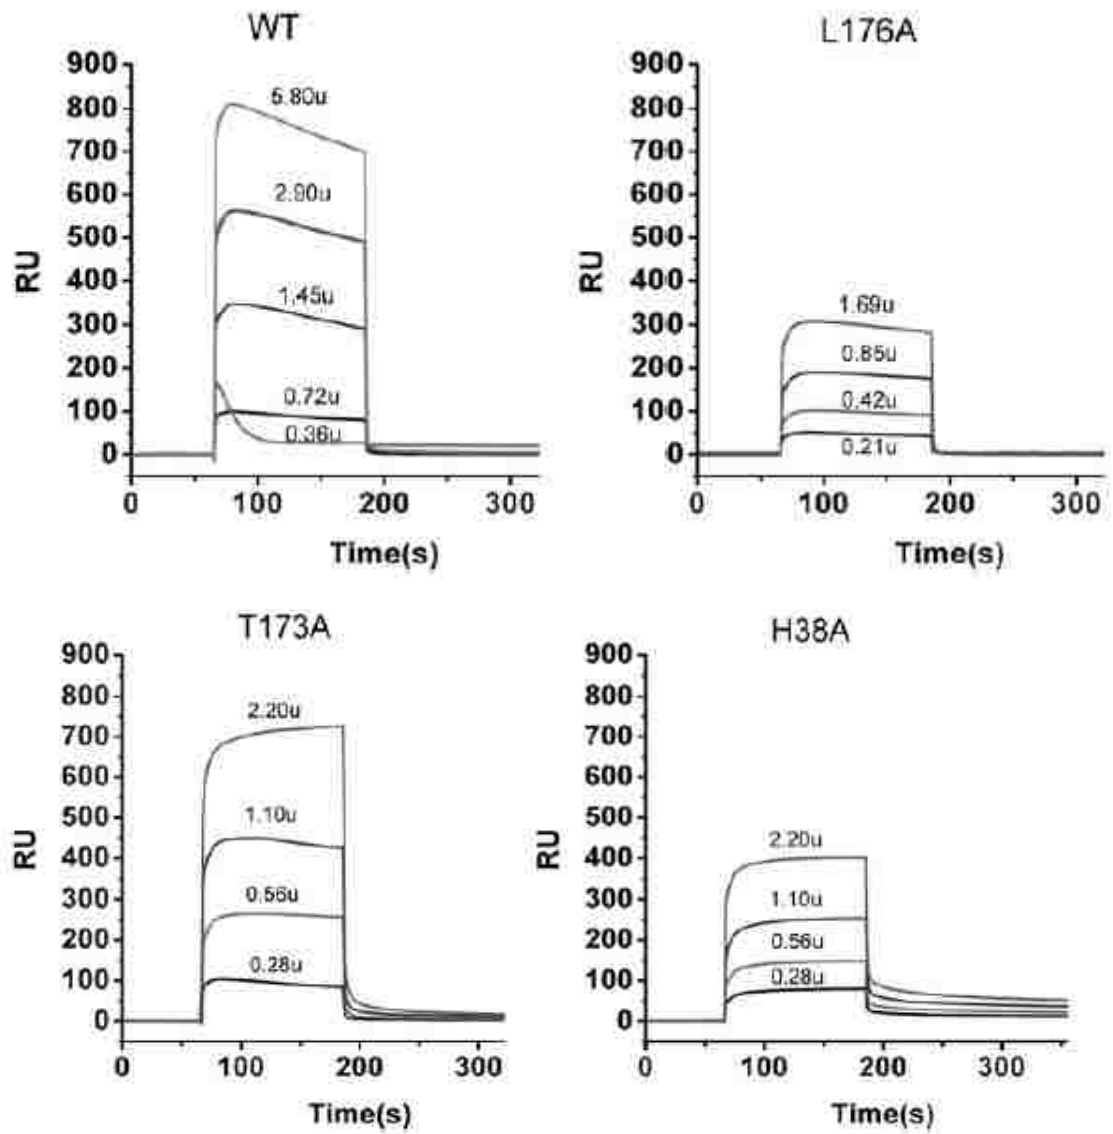 WT
900
800
700
600
500
400
300
200
100
0
RU
5.80u
2.90u
1.45u
0.72u
0.36u
0 100 200 300
Time(s)
L176A
900
800
700
600
500
400
300
200
100
0
RU
1.69u
0.85u
0.42u
0.21u
0 100 200 300
Time(s)
T173A
900
800
700
600
500
400
300
200
100
0
RU
2.20u
1.10u
0.56u
0.28u
0 100 200 300
Time(s)
H38A
900
800
700
600
500
400
300
200
100
0
RU
2.20u
1.10u
0.56u
0.28u
0 100 200 300
Time(s)